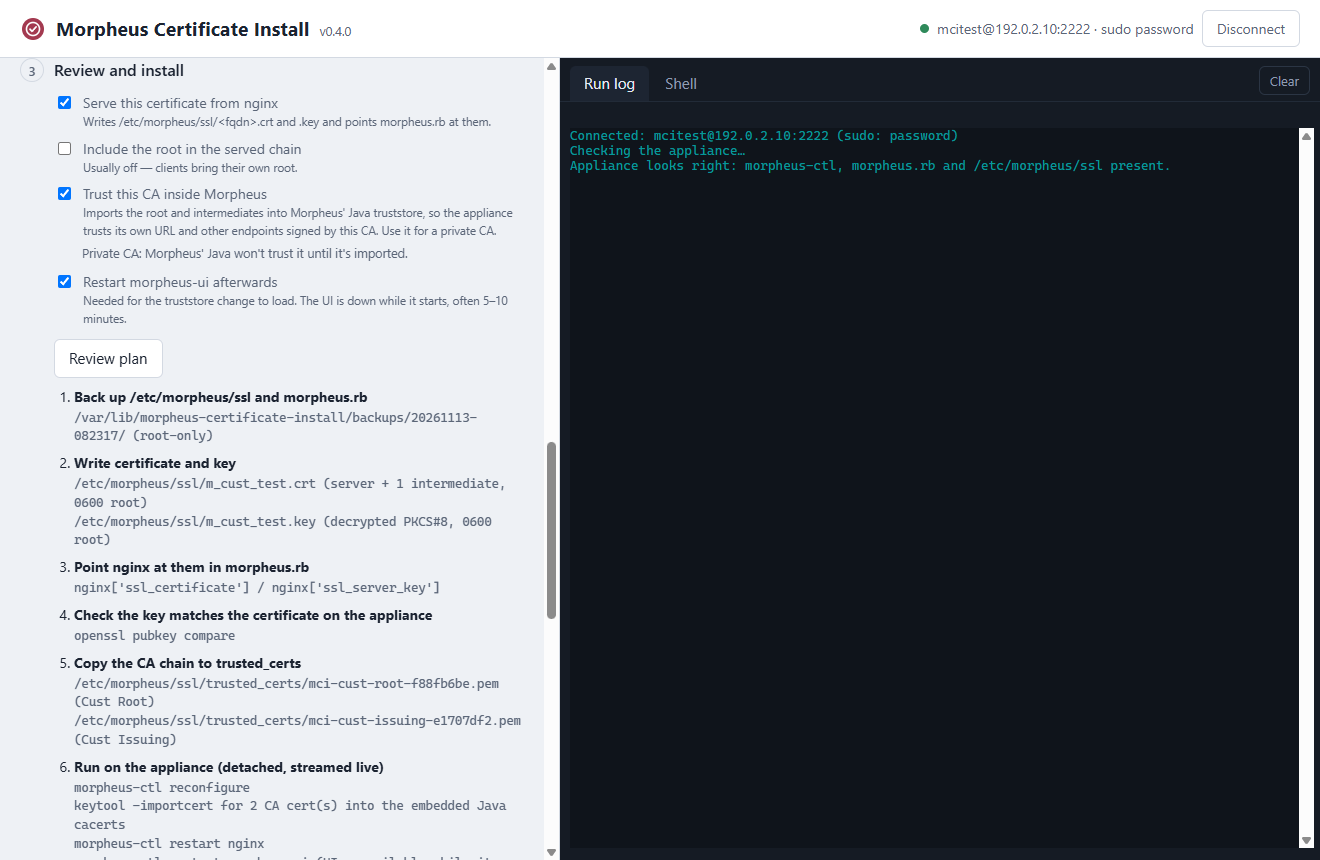 Morpheus Certificate Install v0.4.0
mcitest@192.0.2.10:2222 · sudo password
Disconnect
3 Review and install
Serve this certificate from nginx
Writes /etc/morpheus/ssl/<fqdn>.crt and .key and points morpheus.rb at them.
Include the root in the served chain
Usually off — clients bring their own root.
Trust this CA inside Morpheus
Imports the root and intermediates into Morpheus' Java truststore, so the appliance
trusts its own URL and other endpoints signed by this CA. Use it for a private CA.
Private CA: Morpheus' Java won't trust it until it's imported.
Restart morpheus-ui afterwards
Needed for the truststore change to load. The UI is down while it starts, often 5–10
minutes.
Review plan
1. Back up /etc/morpheus/ssl and morpheus.rb
/var/lib/morpheus-certificate-install/backups/20261113-
082317/ (root-only)
2. Write certificate and key
/etc/morpheus/ssl/m_cust_test.crt (server + 1 intermediate,
0600 root)
/etc/morpheus/ssl/m_cust_test.key (decrypted PKCS#8, 0600
root)
3. Point nginx at them in morpheus.rb
nginx['ssl_certificate'] / nginx['ssl_server_key']
4. Check the key matches the certificate on the appliance
openssl pubkey compare
5. Copy the CA chain to trusted_certs
/etc/morpheus/ssl/trusted_certs/mci-cust-root-f88fb6be.pem
(Cust Root)
/etc/morpheus/ssl/trusted_certs/mci-cust-issuing-e1707df2.pem
(Cust Issuing)
6. Run on the appliance (detached, streamed live)
morpheus-ctl reconfigure
keytool -importcert for 2 CA cert(s) into the embedded Java
cacerts
morpheus-ctl restart nginx
Run log
Shell
Clear
Connected: mcitest@192.0.2.10:2222 (sudo: password)
Checking the appliance…
Appliance looks right: morpheus-ctl, morpheus.rb and /etc/morpheus/ssl present.